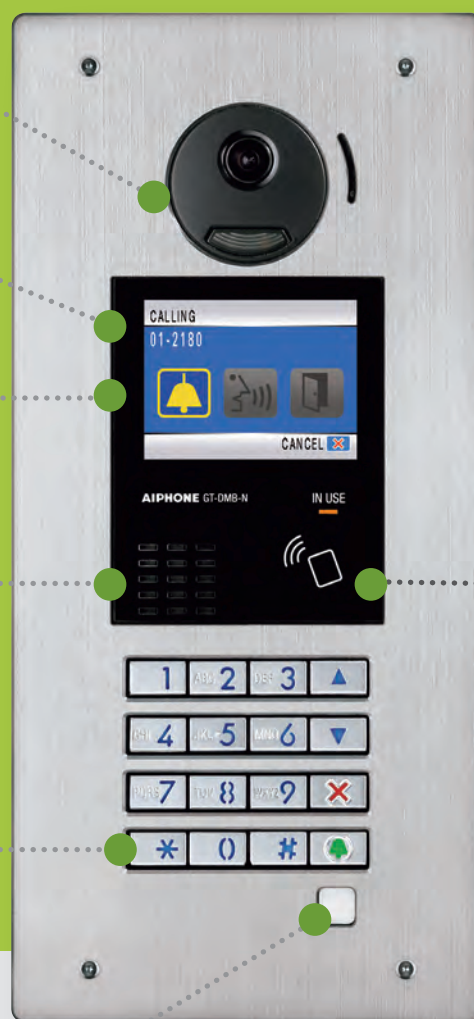 CALLING
01-2180
CANCEL
AIPHONE GT-DMB-N IN USE
1 ABC 2 DEF 3
GHI 4 JKL 5 MNO 6
PQRS 7 TUV 8 WXYZ 9
* 0 #